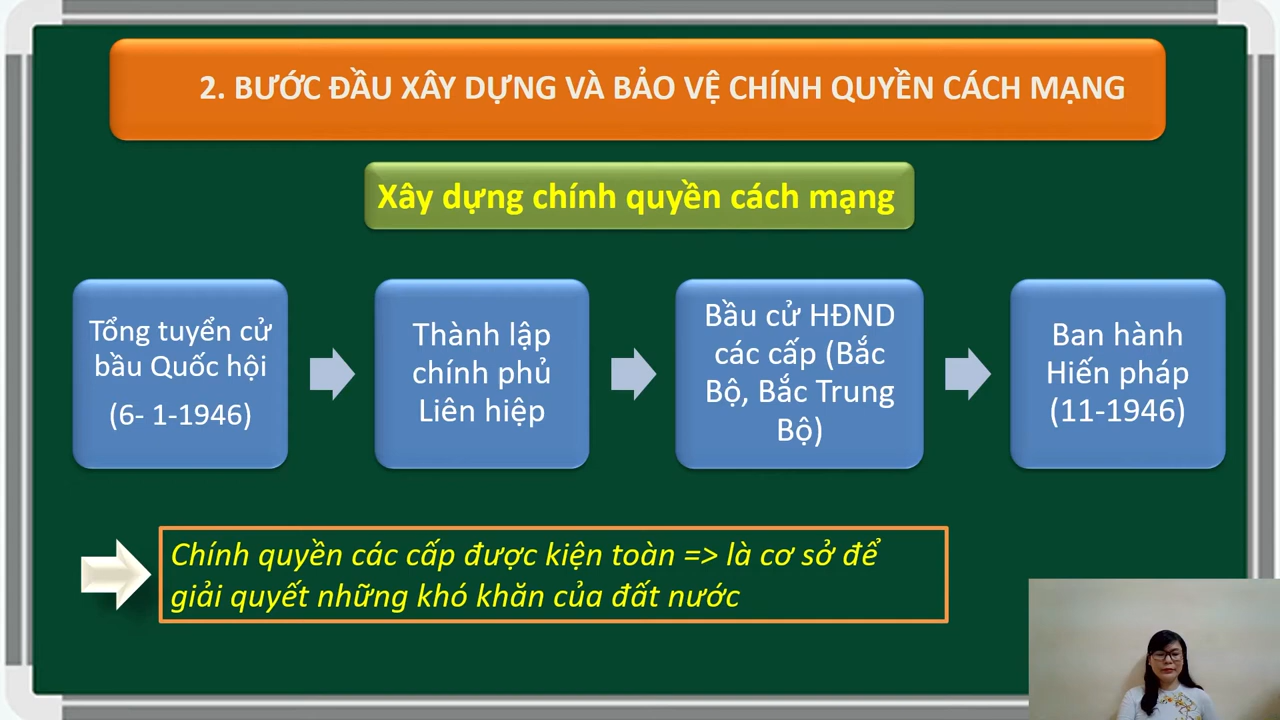 2. BƯỚC ĐẦU XÂY DỰNG VÀ BẢO VỆ CHÍNH QUYỀN CÁCH MẠNG
Xây dựng chính quyền cách mạng
Tổng tuyển cử
bầu Quốc hội
(6- 1-1946)
Thành lập
chính phủ
Liên hiệp
Bầu cử HĐND
các cấp (Bắc
Bộ, Bắc Trung
Bộ)
Ban hành
Hiến pháp
(11-1946)
Chính quyền các cấp được kiện toàn => là cơ sở để
giải quyết những khó khăn của đất nước